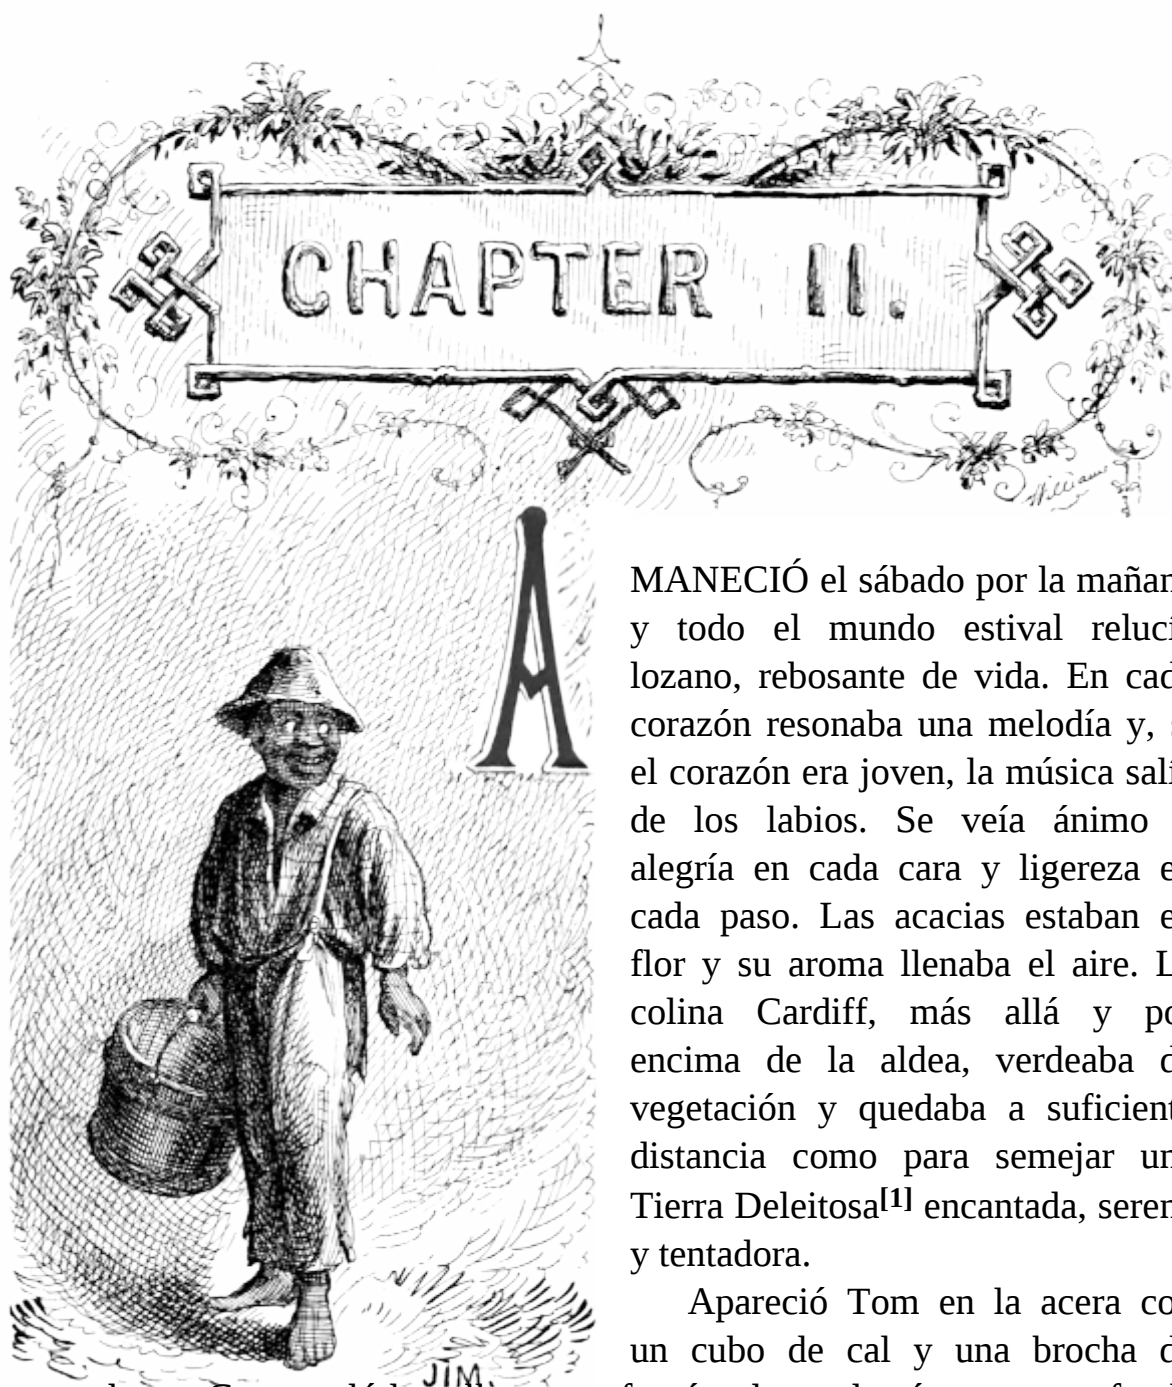 CHAPTER II.
Williams
A
MANECIÓ el sábado por la mañan
y todo el mundo estival relucí
lozano, rebosante de vida. En cad
corazón resonaba una melodía y, s
el corazón era joven, la música salí
de los labios. Se veía ánimo
alegría en cada cara y ligereza e
cada paso. Las acacias estaban e
flor y su aroma llenaba el aire. L
colina Cardiff, más allá y po
encima de la aldea, verdeaba d
vegetación y quedaba a suficient
distancia como para semejar un
Tierra Deleitosa[1] encantada, seren
y tentadora.
Apareció Tom en la acera co
un cubo de cal y una brocha d
JIM